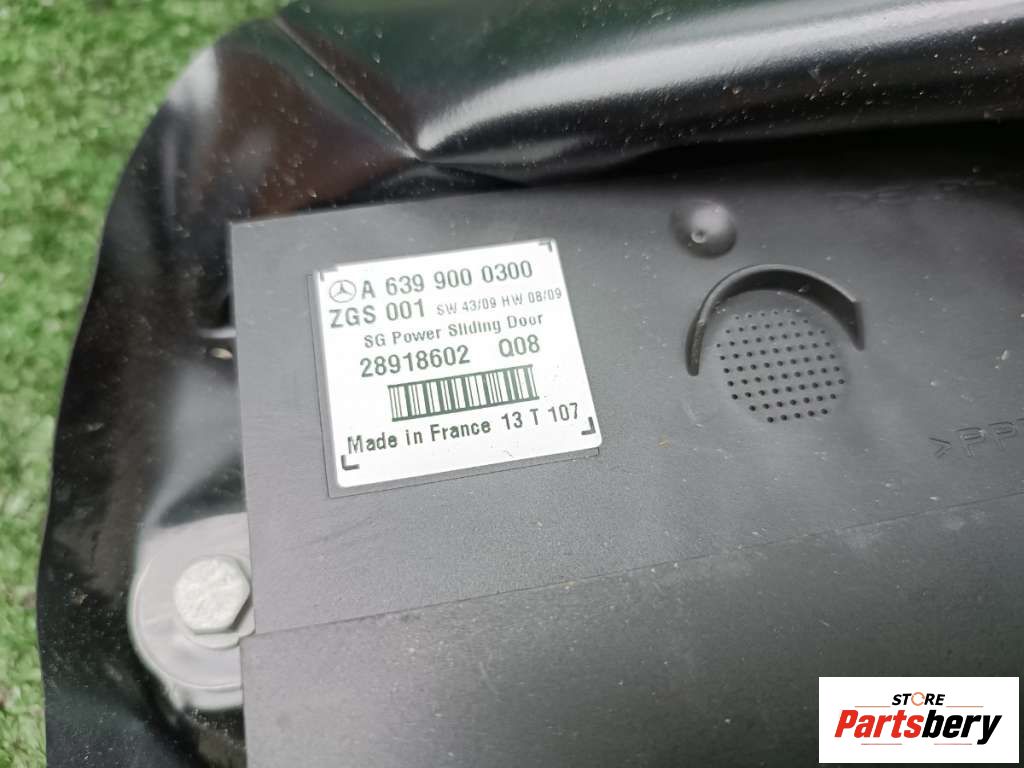 A 639 900 0300
ZGS 001 SW 43/09 HW 08/09
SG Power Sliding Door
28918602 Q08
Made in France 13 T 107
>PP
STORE
Partsbery